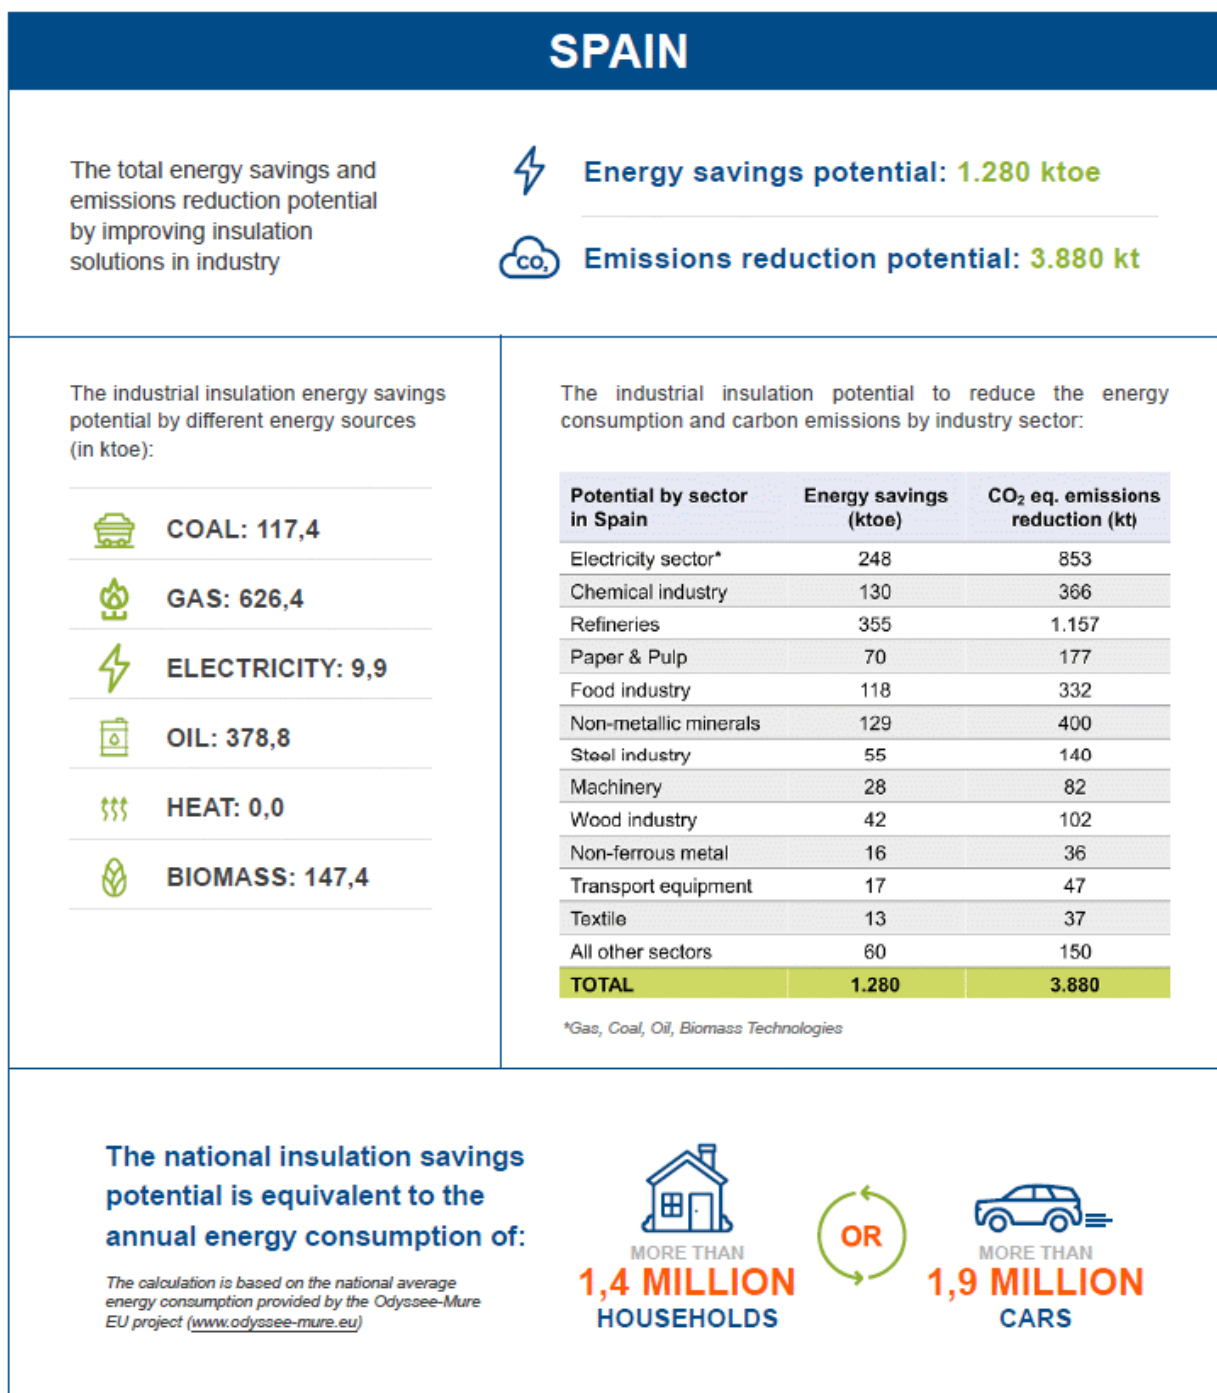 SPAIN
The total energy savings and
emissions reduction potential
by improving insulation
solutions in industry
Energy savings potential: 1.280 ktoe
CO₂
Emissions reduction potential: 3.880 kt
The industrial insulation energy savings
potential by different energy sources
(in ktoe):
COAL: 117,4
GAS: 626,4
ELECTRICITY: 9,9
OIL: 378,8
HEAT: 0,0
BIOMASS: 147,4
The industrial insulation potential to reduce the energy
consumption and carbon emissions by industry sector:
Potential by sector in Spain Energy savings (ktoe) CO₂ eq. emissions reduction (kt)
Electricity sector* 248 853
Chemical industry 130 366
Refineries 355 1.157
Paper & Pulp 70 177
Food industry 118 332
Non-metallic minerals 129 400
Steel industry 55 140
Machinery 28 82
Wood industry 42 102
Non-ferrous metal 16 36
Transport equipment 17 47
Textile 13 37
All other sectors 60 150
TOTAL 1.280 3.880
*Gas, Coal, Oil, Biomass Technologies
The national insulation savings
potential is equivalent to the
annual energy consumption of:
The calculation is based on the national average
energy consumption provided by the Odyssee-Mure
EU project (www.odyssee-mure.eu)
MORE THAN
1,4 MILLION
HOUSEHOLDS
OR
MORE THAN
1,9 MILLION
CARS